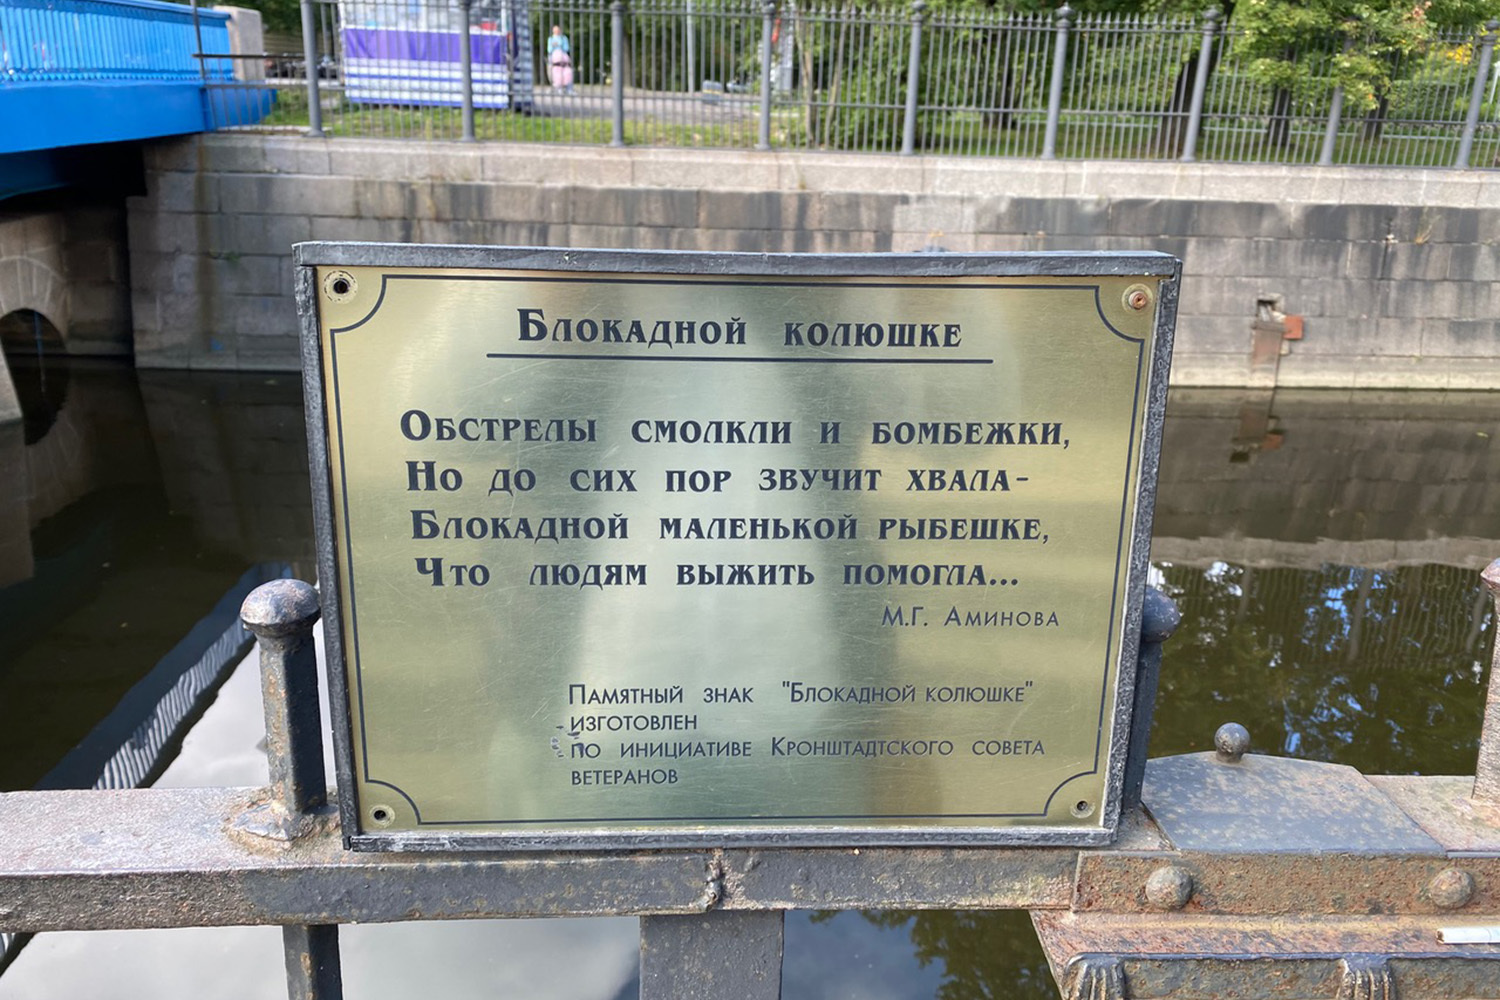 Блокадной колюшке
Обстрелы смолкли и бомбежки,
Но до сих пор звучит хвала-
Блокадной маленькой рыбешке,
Что людям выжить помогла...
М.Г. Аминова
Памятный знак "Блокадной колюшке"
изготовлен
по инициативе Кронштадтского совета
ветеранов